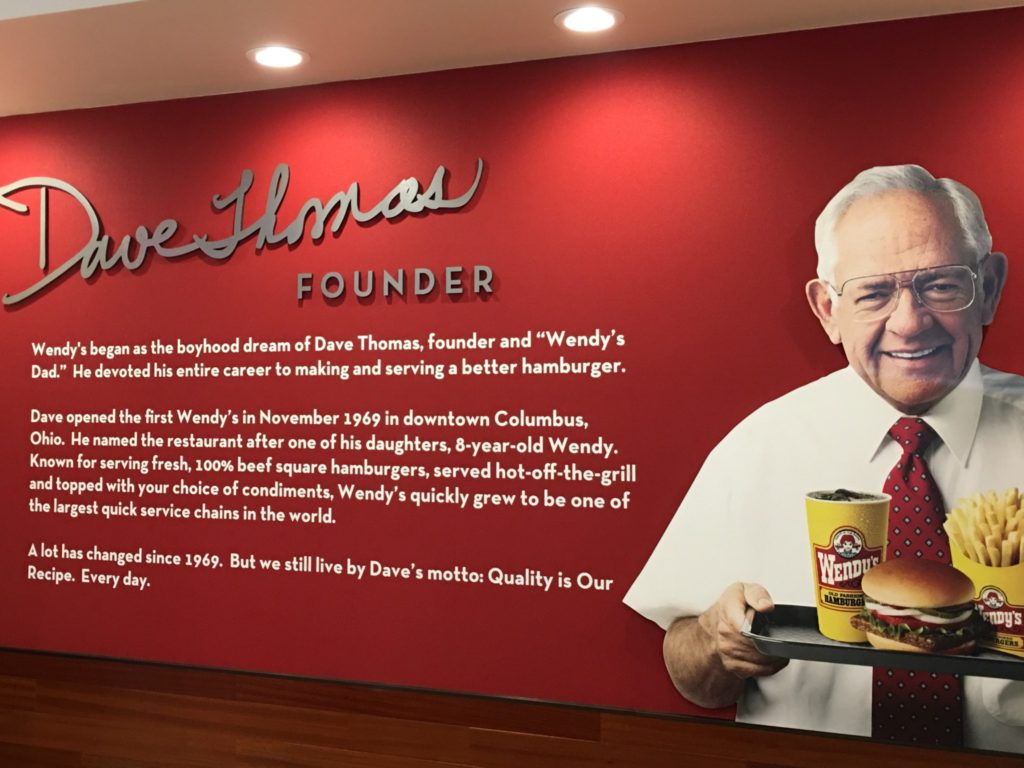 Dave Thomas
FOUNDER
Wendy's began as the boyhood dream of Dave Thomas, founder and “Wendy’s
Dad.” He devoted his entire career to making and serving a better hamburger.
Dave opened the first Wendy’s in November 1969 in downtown Columbus,
Ohio. He named the restaurant after one of his daughters, 8-year-old Wendy.
Known for serving fresh, 100% beef square hamburgers, served hot-off-the-grill
and topped with your choice of condiments, Wendy’s quickly grew to be one of
the largest quick service chains in the world.
A lot has changed since 1969. But we still live by Dave’s motto: Quality is Our
Recipe. Every day.
WENDY'S
OLD FASHION
HAMBURGE
ENDY'S